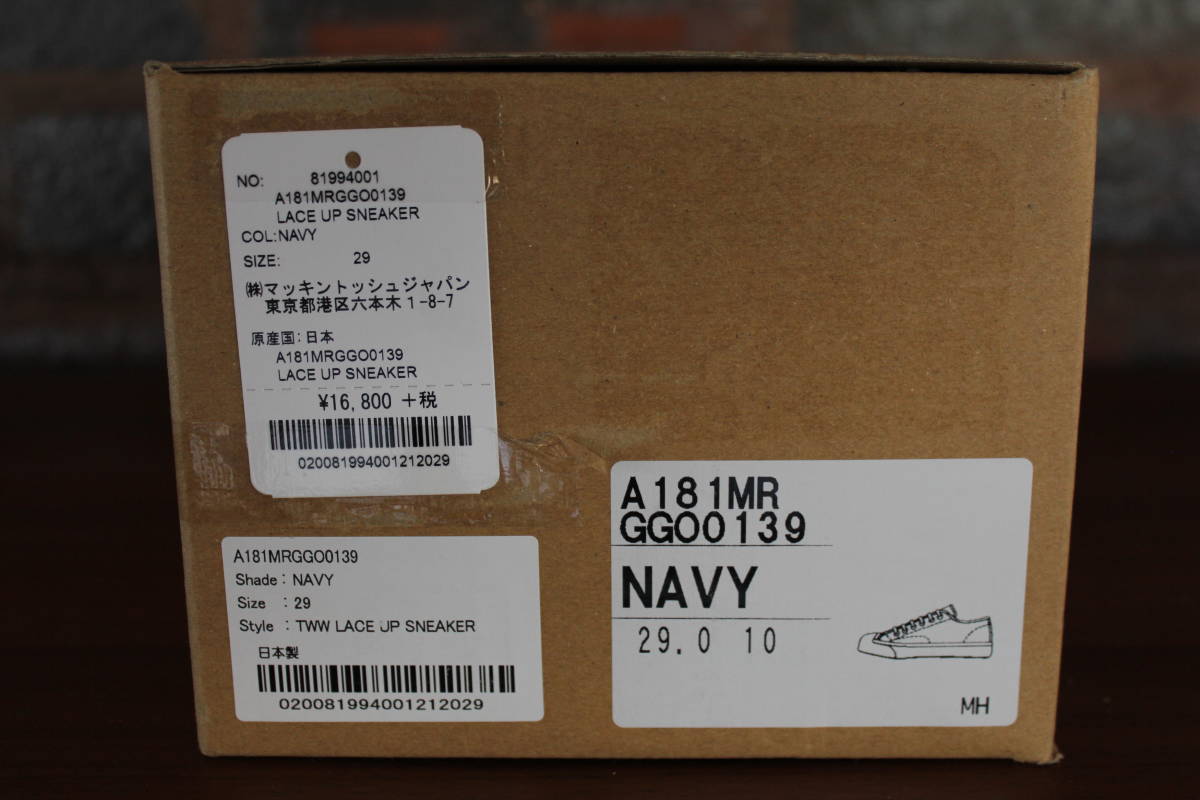 NO: 81994001
A181MRGGO0139
LACE UP SNEAKER
COL:NAVY
SIZE: 29
㈱マッキントッシュジャパン
東京都港区六本木1-8-7
原産国:日本
A181MRGGO0139
LACE UP SNEAKER
¥16,800 +税
020081994001212029
A181MRGGO0139
Shade : NAVY
Size : 29
Style : TWW LACE UP SNEAKER
日本製
020081994001212029
A181MR
GGO0139
NAVY
29.0 10
MH